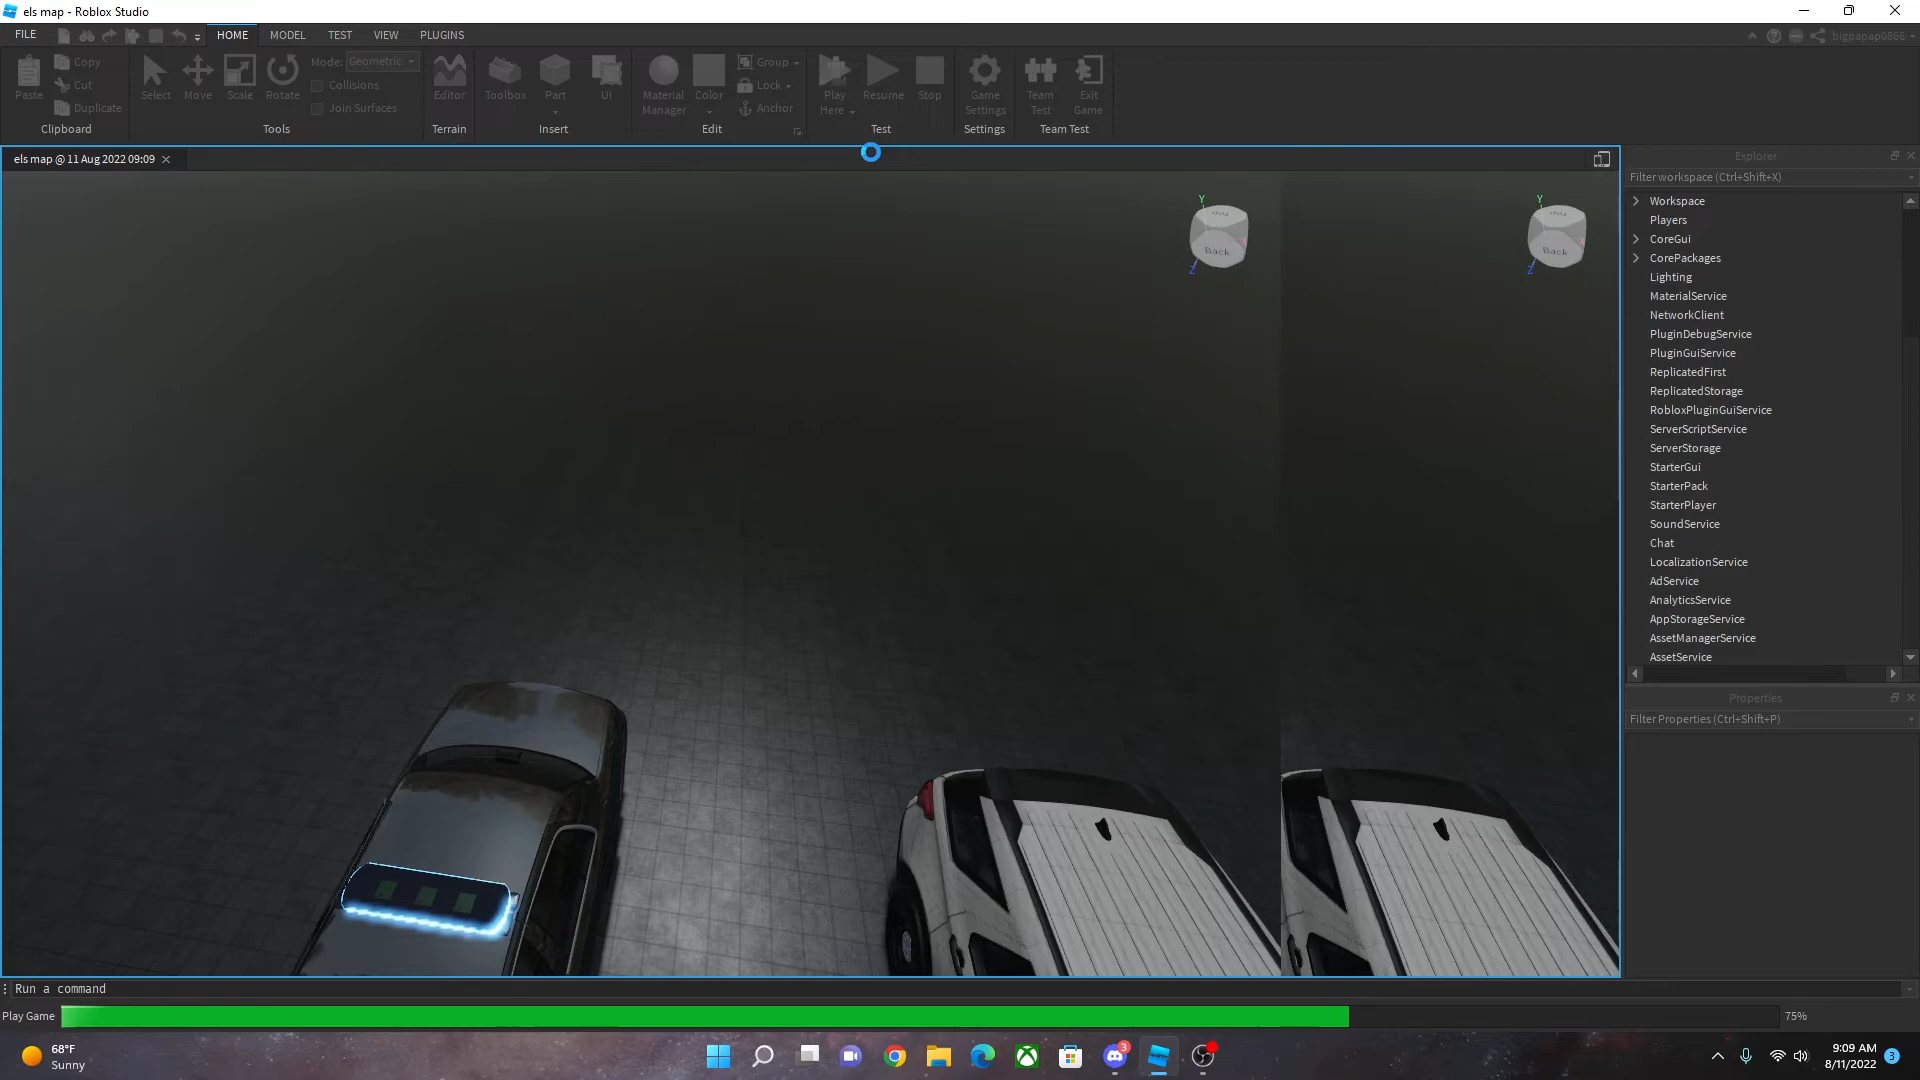 els map - Roblox Studio
FILE
HOME
MODEL
TEST
VIEW
PLUGINS
bigpapap0866
Paste
Copy
Cut
Duplicate
Clipboard
Select
Move
Scale
Rotate
Mode: Geometric
Collisions
Join Surfaces
Tools
Editor
Terrain
Toolbox
Part
UI
Insert
Material
Manager
Color
Group
Lock
Anchor
Edit
Play
Here
Resume
Stop
Test
Game
Settings
Settings
Team
Test
Exit
Game
Team Test
els map @ 11 Aug 2022 09:09
Y
Back
Z
Y
Back
Z
Explorer
Filter workspace (Ctrl+Shift+X)
Workspace
Players
CoreGui
CorePackages
Lighting
MaterialService
NetworkClient
PluginDebugService
PluginGuiService
ReplicatedFirst
ReplicatedStorage
RobloxPluginGuiService
ServerScriptService
ServerStorage
StarterGui
StarterPack
StarterPlayer
SoundService
Chat
LocalizationService
AdService
AnalyticsService
AppStorageService
AssetManagerService
AssetService
Properties
Filter Properties (Ctrl+Shift+P)
Run a command
Play Game
75%
68°F
Sunny
3
9:09 AM
8/11/2022
3